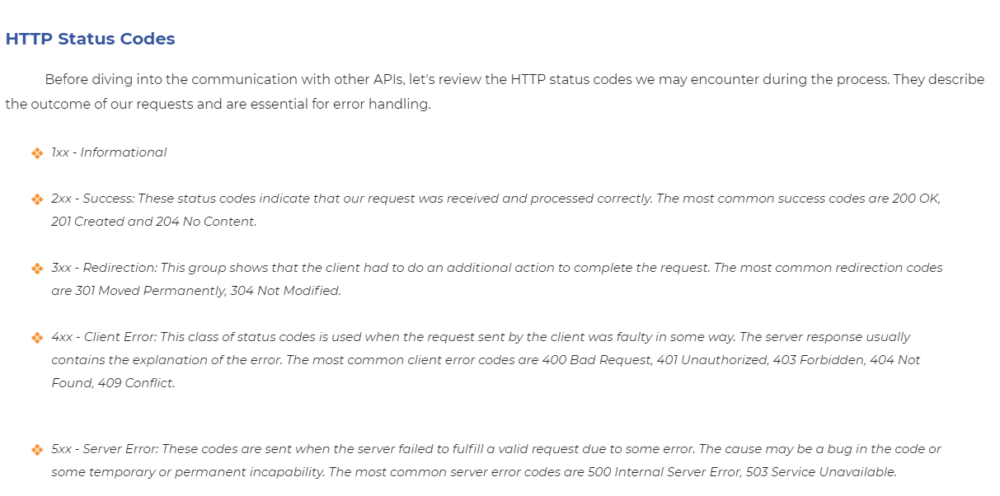 HTTP Status Codes
Before diving into the communication with other APIs, let's review the HTTP status codes we may encounter during the process. They describe
the outcome of our requests and are essential for error handling.
1xx - Informational
2xx - Success: These status codes indicate that our request was received and processed correctly. The most common success codes are 200 OK,
201 Created and 204 No Content.
3xx - Redirection: This group shows that the client had to do an additional action to complete the request. The most common redirection codes
are 301 Moved Permanently, 304 Not Modified.
4xx - Client Error: This class of status codes is used when the request sent by the client was faulty in some way. The server response usually
contains the explanation of the error. The most common client error codes are 400 Bad Request, 401 Unauthorized, 403 Forbidden, 404 Not
Found, 409 Conflict.
5xx - Server Error: These codes are sent when the server failed to fulfill a valid request due to some error. The cause may be a bug in the code or
some temporary or permanent incapability. The most common server error codes are 500 Internal Server Error, 503 Service Unavailable.